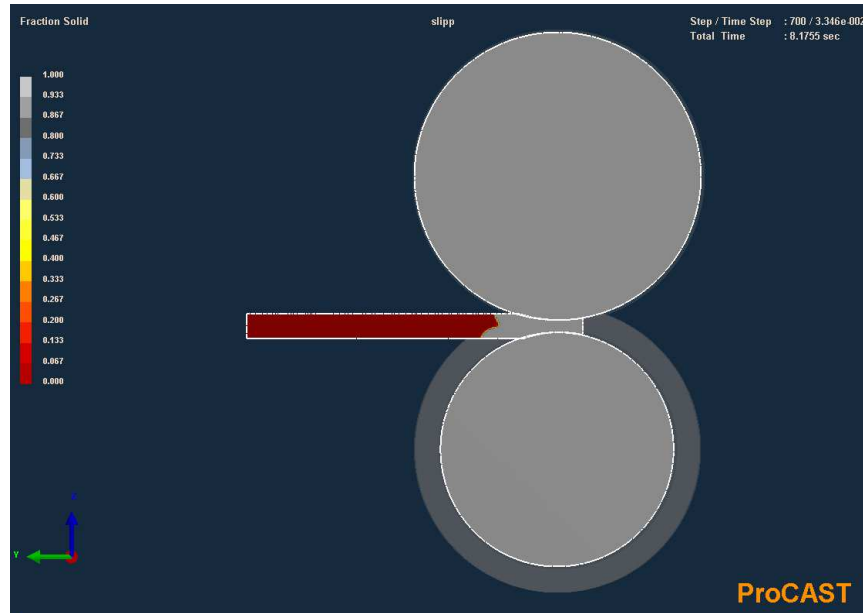 Fraction Solid
slipp
Step / Time Step : 700 / 3.346e-002
Total Time : 8.1755 sec
1.000
0.933
0.867
0.800
0.733
0.667
0.600
0.533
0.467
0.400
0.333
0.267
0.200
0.133
0.067
0.000
Z
Y
ProCAST